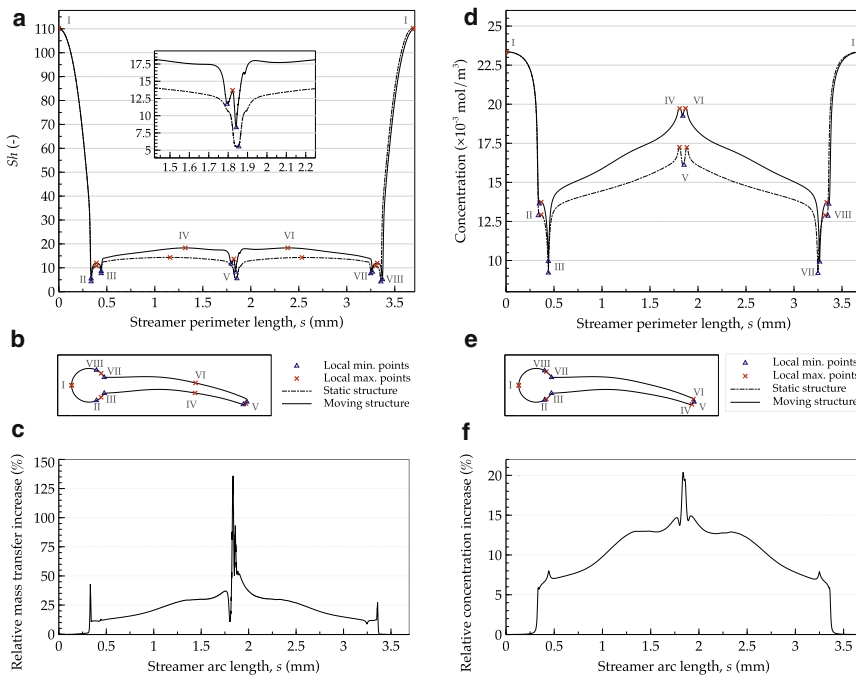 a
Sh (-)
110
100
90
80
70
60
50
40
30
20
10
0
I
I
17.5
15
12.5
10
7.5
5
1.5
1.6
1.7
1.8
1.9
2
2.1
2.2
IV
VI
II
III
V
VII
VIII
0
0.5
1
1.5
2
2.5
3
3.5
Streamer perimeter length, s (mm)
b
VIII
VII
VI
I
II
III
IV
V
Local min. points
Local max. points
Static structure
Moving structure
c
Relative mass transfer increase (%)
150
125
100
75
50
25
0
0
0.5
1
1.5
2
2.5
3
3.5
Streamer arc length, s (mm)
d
Concentration (×10⁻³ mol/m³)
25
22.5
20
17.5
15
12.5
10
I
I
IV
VI
V
II
III
VII
VIII
0
0.5
1
1.5
2
2.5
3
3.5
Streamer perimeter length, s (mm)
e
VIII
VII
I
II
III
VI
IV
V
Local min. points
Local max. points
Static structure
Moving structure
f
Relative concentration increase (%)
20
15
10
5
0
0
0.5
1
1.5
2
2.5
3
3.5
Streamer arc length, s (mm)